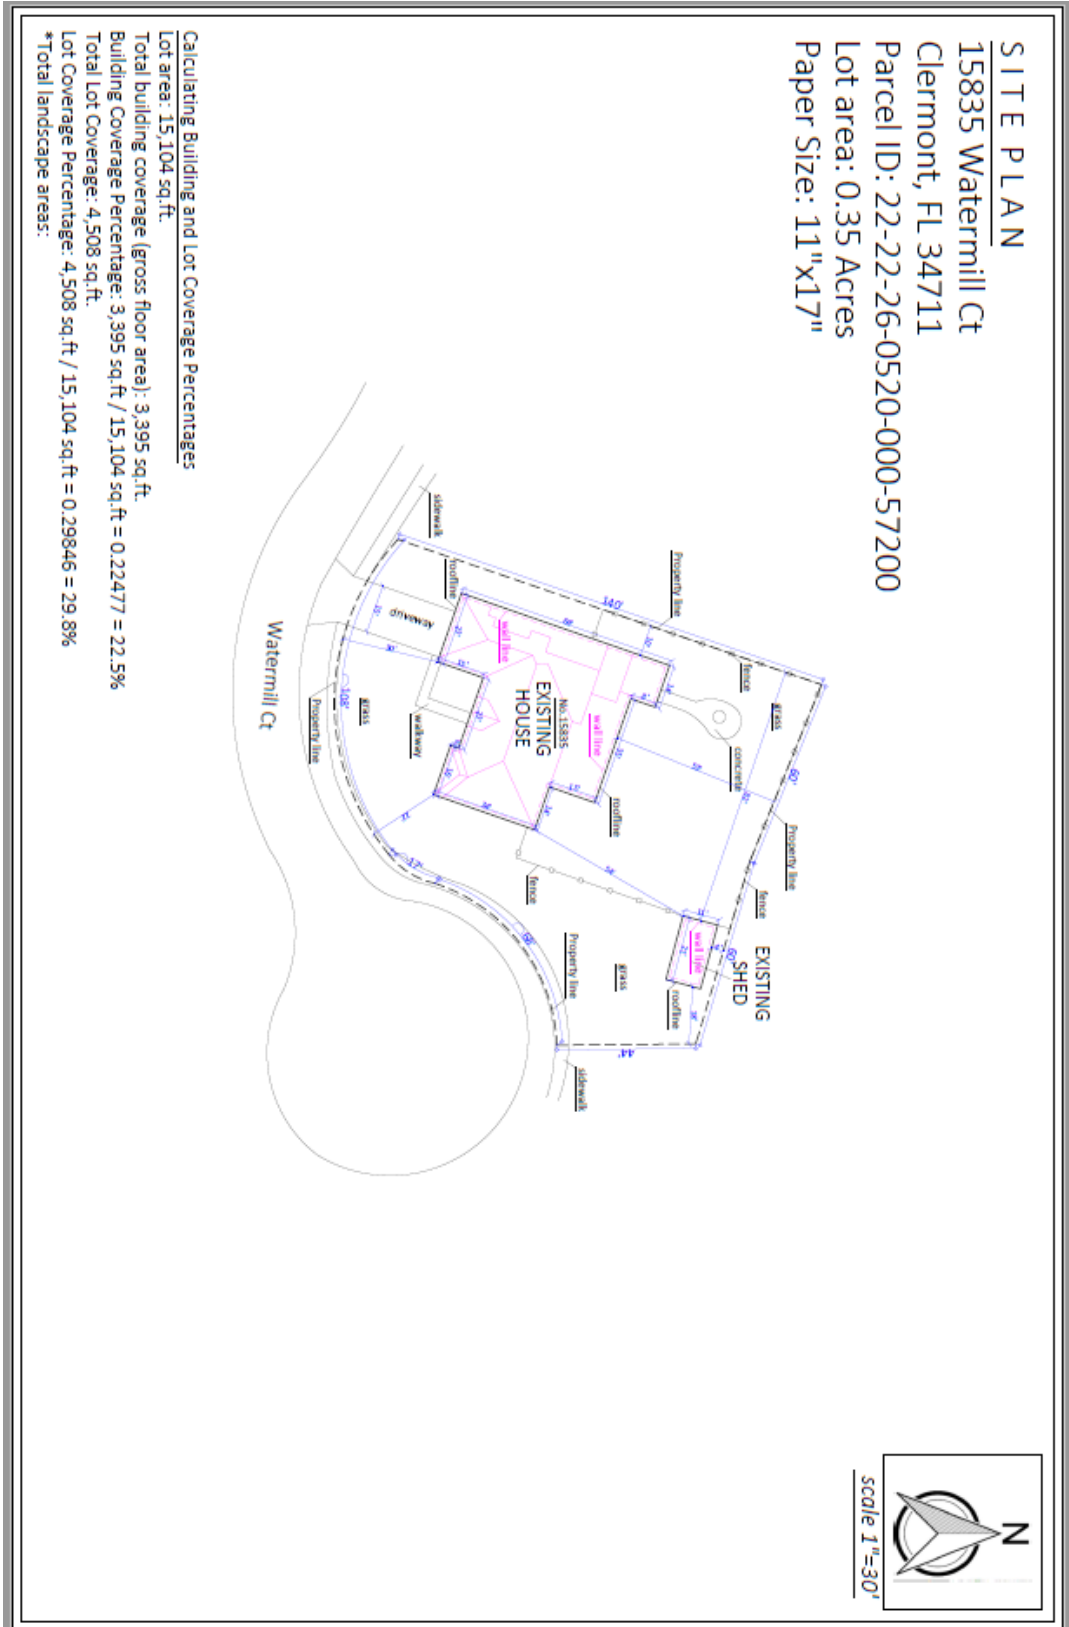 SITE PLAN
15835 Watermill Ct
Clermont, FL 34711
Parcel ID: 22-22-26-0520-000-57200
Lot area: 0.35 Acres
Paper Size: 11"x17"
N
scale 1"=30'
Property line
140'
fence
grass
60'
concrete
Property line
fence
60'
EXISTING
SHED
wall line
roofline
44'
grass
Property line
66'
sidewalk
sidewalk
roofline
driveway
wall line
No. 15835
EXISTING
HOUSE
wall line
roofline
fence
walkway
grass
108'
Property line
17'
Watermill Ct
Calculating Building and Lot Coverage Percentages
Lot area: 15,104 sq.ft.
Total building coverage (gross floor area): 3,395 sq.ft.
Building Coverage Percentage: 3,395 sq.ft / 15,104 sq.ft = 0.22477 = 22.5%
Total Lot Coverage: 4,508 sq.ft.
Lot Coverage Percentage: 4,508 sq.ft / 15,104 sq.ft = 0.29846 = 29.8%
*Total landscape areas: